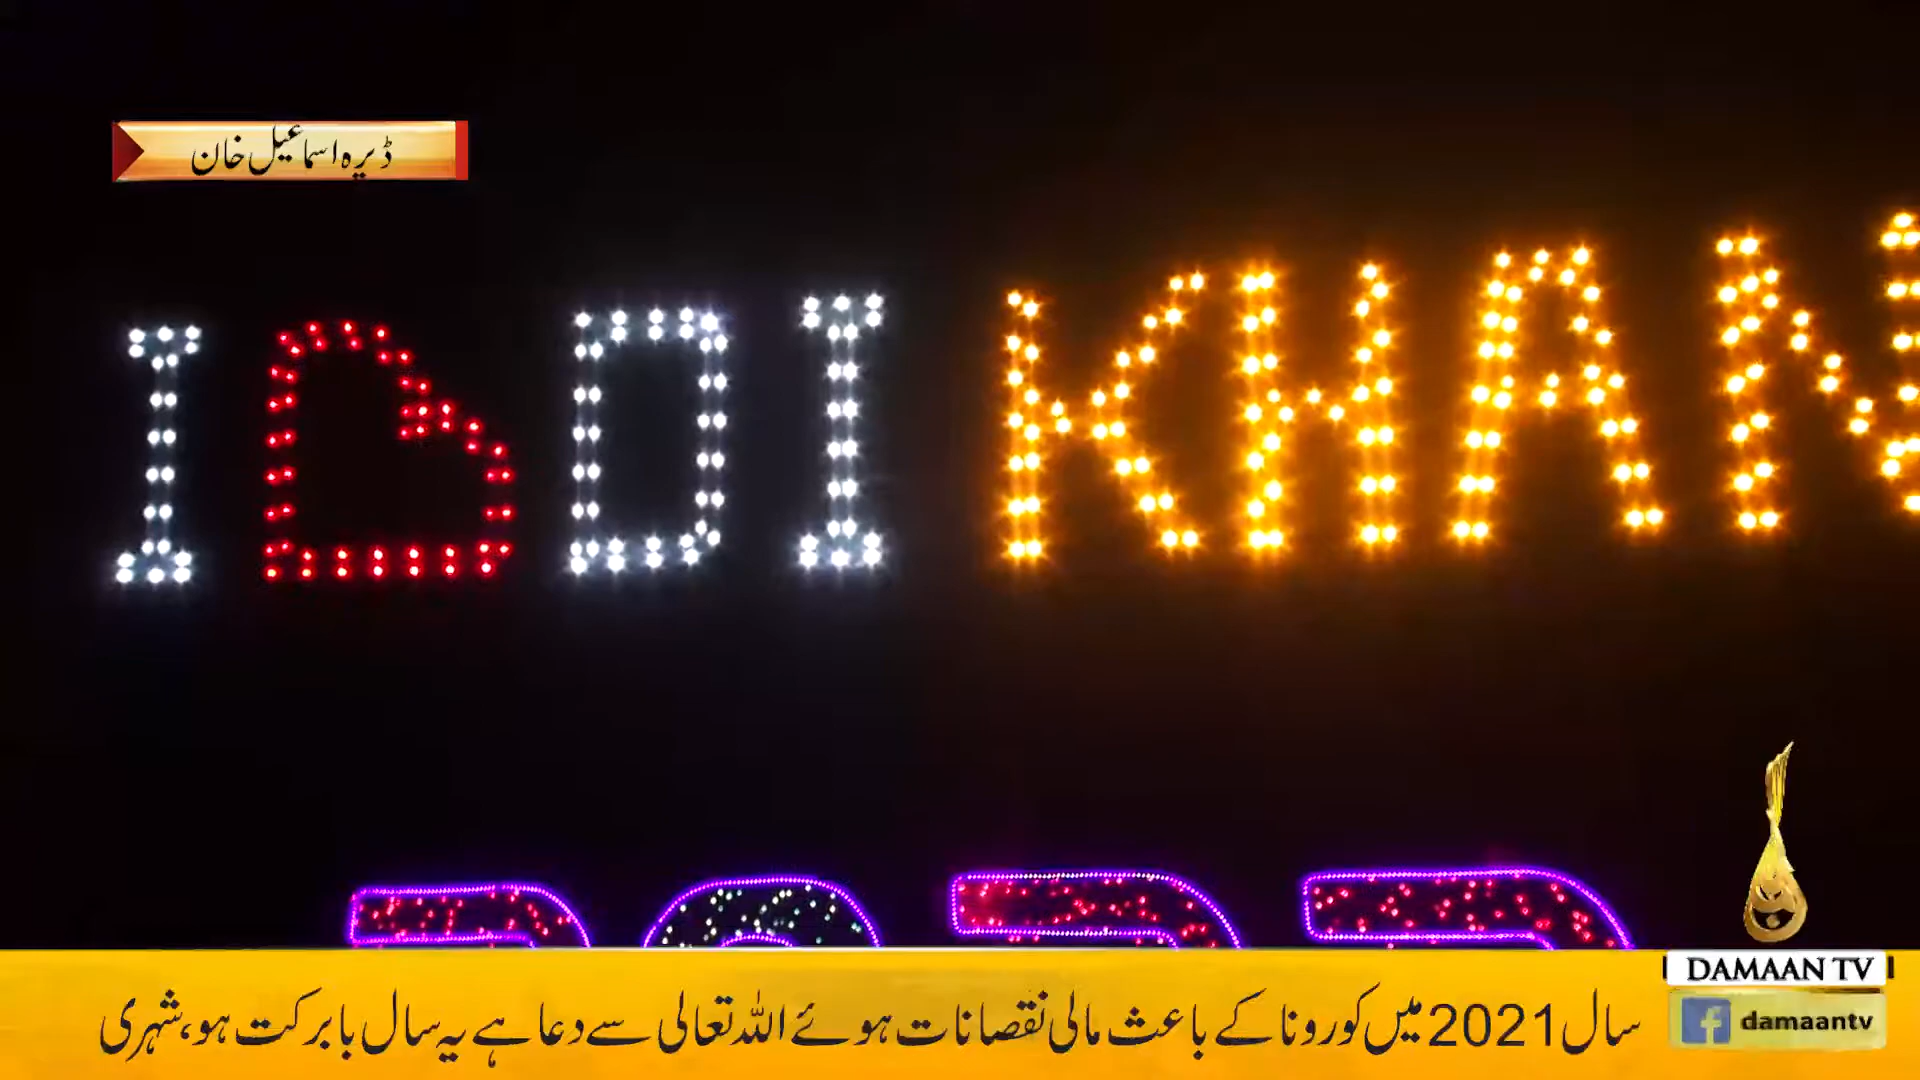 ڈیرہ اسماعیل خان
I DI KHAN
DAMAAN TV
damaantv
سال 2021 میں کورونا کے باعث مالی نقصانات ہوئے اللہ تعالی سے دعا ہے یہ سال بابرکت ہو، شہری